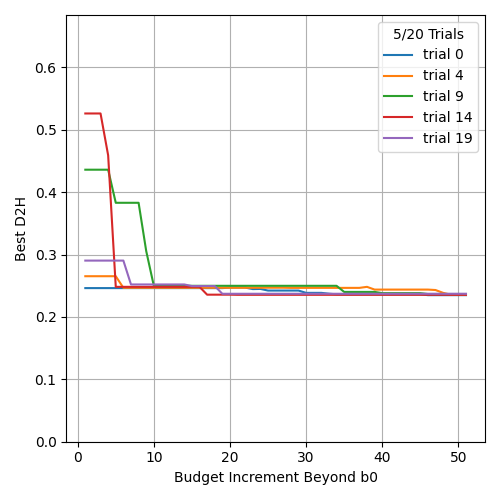 5/20 Trials
trial 0
trial 4
trial 9
trial 14
trial 19
Best D2H
0.6
0.5
0.4
0.3
0.2
0.1
0.0
0 10 20 30 40 50
Budget Increment Beyond b0